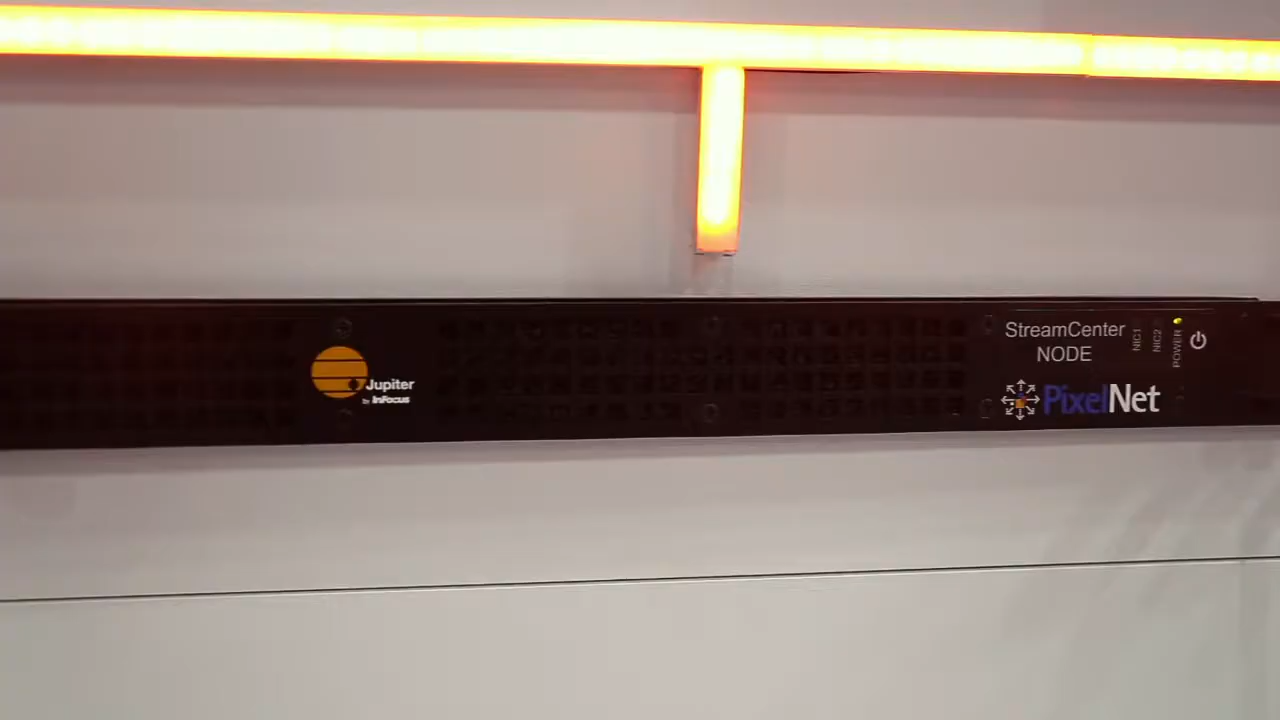 Jupiter
by InFocus
StreamCenter
NODE
NIC1
NIC2
POWER
PixelNet